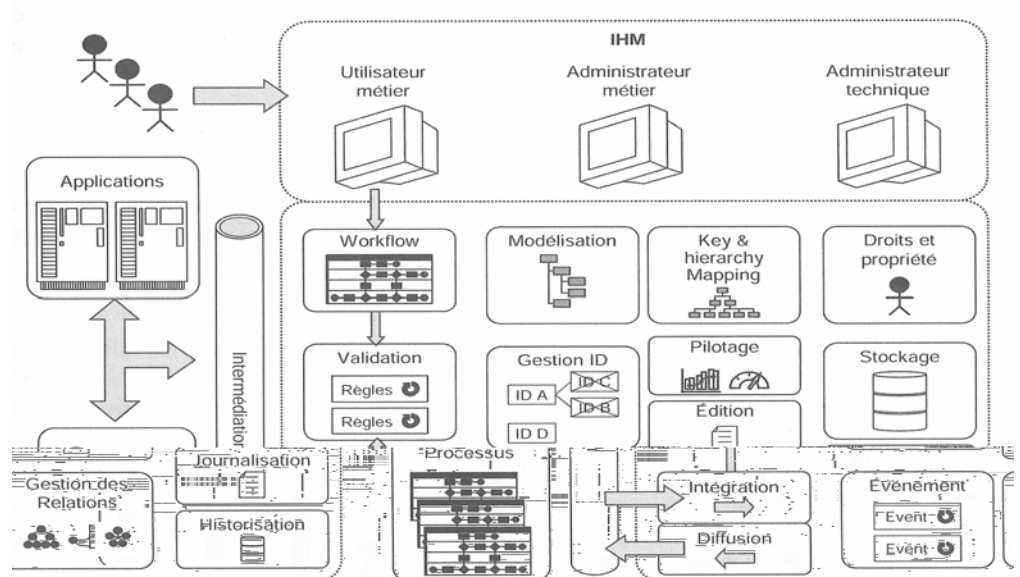 IHM
Utilisateur
métier
Administrateur
métier
Administrateur
technique
Applications
Workflow
Modélisation
Key &
hierarchy
Mapping
Droits et
propriété
Intermédiation
Validation
Règles
Règles
Gestion ID
ID A
ID C
ID B
ID D
Pilotage
Édition
Stockage
Gestion des
Relations
Journalisation
Historisation
Processus
Intégration
Diffusion
Événement
Event
Event